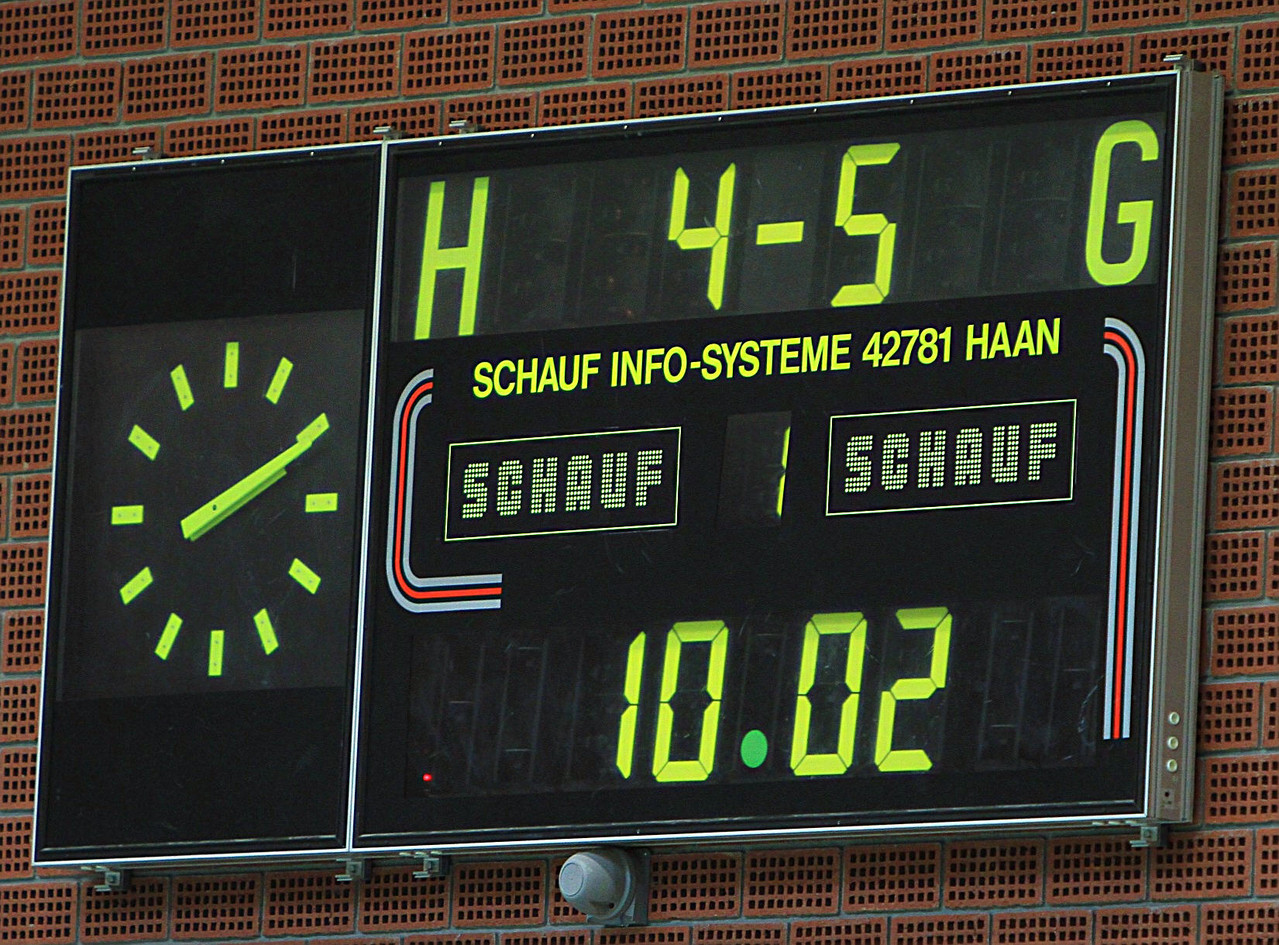 H 4-5 G
SCHAUF INFO-SYSTEME 42781 HAAN
SCHAUF 1 SCHAUF
10.02